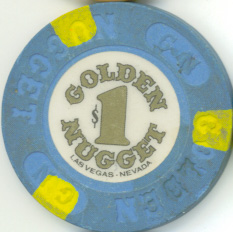 GOLDEN
$1
NUGGET
LAS VEGAS - NEVADA